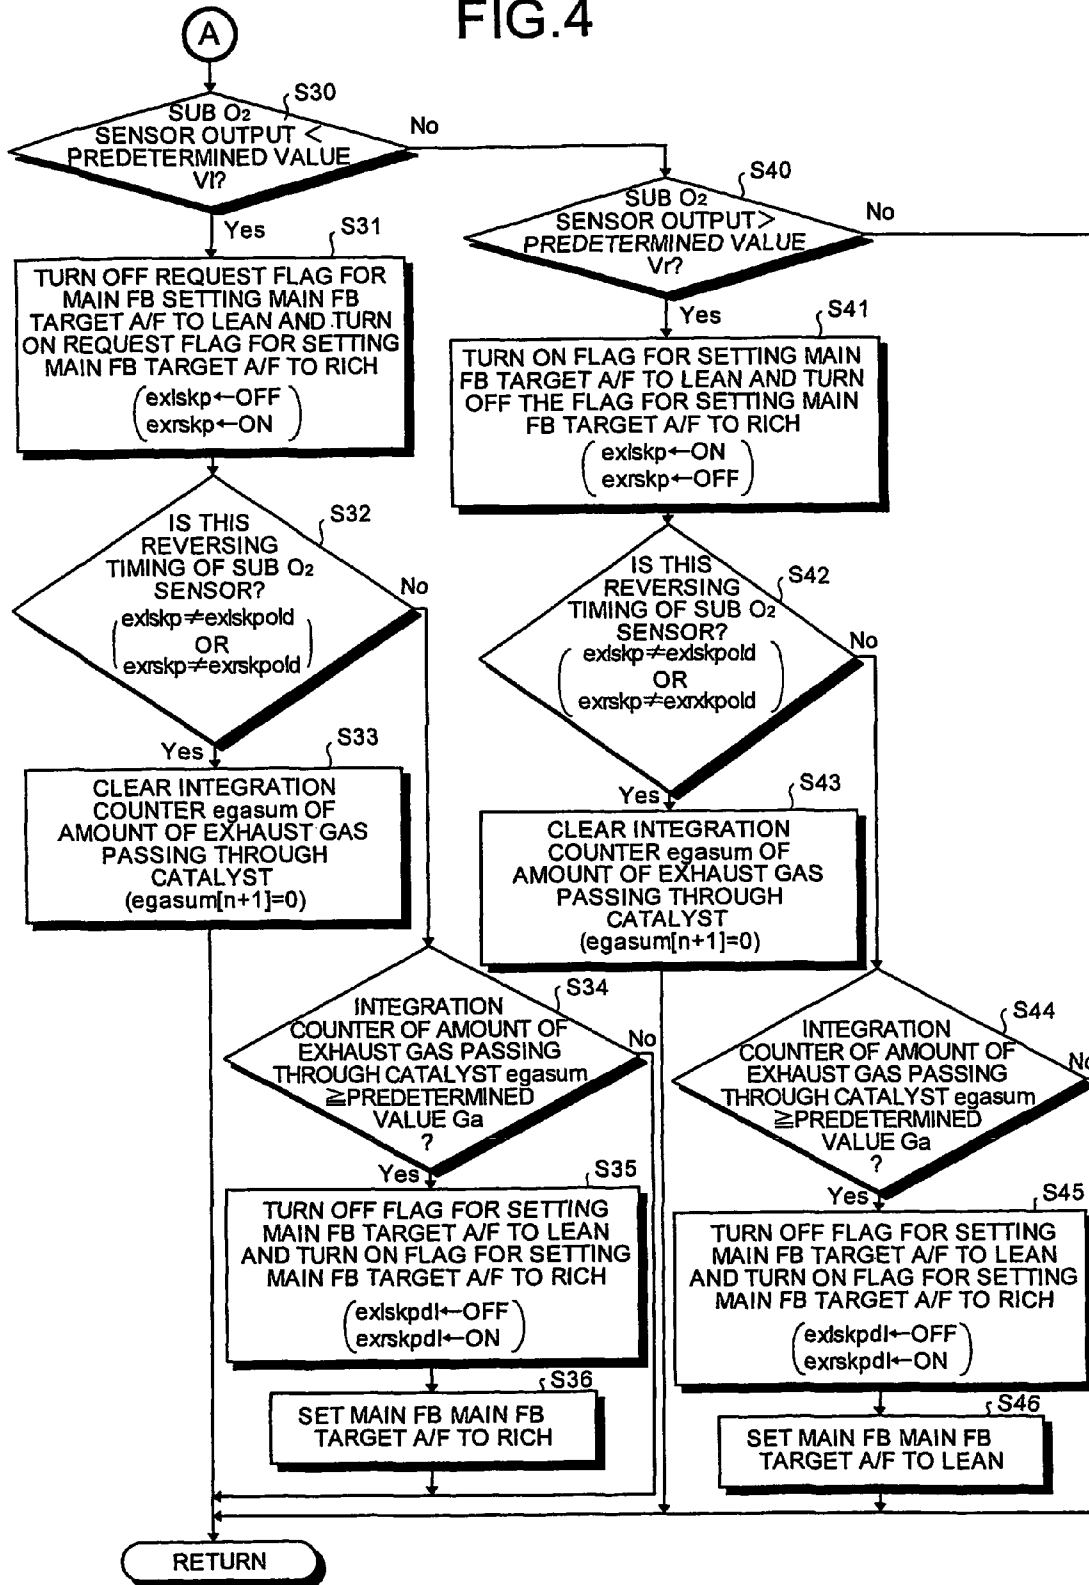 FIG.4
A
S30
SUB O2
SENSOR OUTPUT <
PREDETERMINED VALUE
Vl?
No
Yes
S31
TURN OFF REQUEST FLAG FOR
MAIN FB SETTING MAIN FB
TARGET A/F TO LEAN AND TURN
ON REQUEST FLAG FOR SETTING
MAIN FB TARGET A/F TO RICH
(exlskp←OFF
exrskp←ON)
S32
IS THIS
REVERSING
TIMING OF SUB O2
SENSOR?
(exlskp≠exlskpold
OR
exrskp≠exrskpold)
No
Yes
S33
CLEAR INTEGRATION
COUNTER egasum OF
AMOUNT OF EXHAUST GAS
PASSING THROUGH
CATALYST
(egasum[n+1]=0)
S34
INTEGRATION
COUNTER OF AMOUNT OF
EXHAUST GAS PASSING
THROUGH CATALYST egasum
≧PREDETERMINED
VALUE Ga
?
No
Yes
S35
TURN OFF FLAG FOR SETTING
MAIN FB TARGET A/F TO LEAN
AND TURN ON FLAG FOR SETTING
MAIN FB TARGET A/F TO RICH
(exlskpdl←OFF
exrskpdl←ON)
S36
SET MAIN FB MAIN FB
TARGET A/F TO RICH
S40
SUB O2
SENSOR OUTPUT>
PREDETERMINED VALUE
Vr?
No
Yes
S41
TURN ON FLAG FOR SETTING MAIN
FB TARGET A/F TO LEAN AND TURN
OFF THE FLAG FOR SETTING MAIN
FB TARGET A/F TO RICH
(exlskp←ON
exrskp←OFF)
S42
IS THIS
REVERSING
TIMING OF SUB O2
SENSOR?
(exlskp≠exlskpold
OR
exrskp≠exrxkpold)
No
Yes
S43
CLEAR INTEGRATION
COUNTER egasum OF
AMOUNT OF EXHAUST GAS
PASSING THROUGH
CATALYST
(egasum[n+1]=0)
S44
INTEGRATION
COUNTER OF AMOUNT OF
EXHAUST GAS PASSING
THROUGH CATALYST egasum
≧PREDETERMINED
VALUE Ga
?
No
Yes
S45
TURN OFF FLAG FOR SETTING
MAIN FB TARGET A/F TO LEAN
AND TURN ON FLAG FOR SETTING
MAIN FB TARGET A/F TO RICH
(exlskpdl←OFF
exrskpdl←ON)
S46
SET MAIN FB MAIN FB
TARGET A/F TO LEAN
RETURN